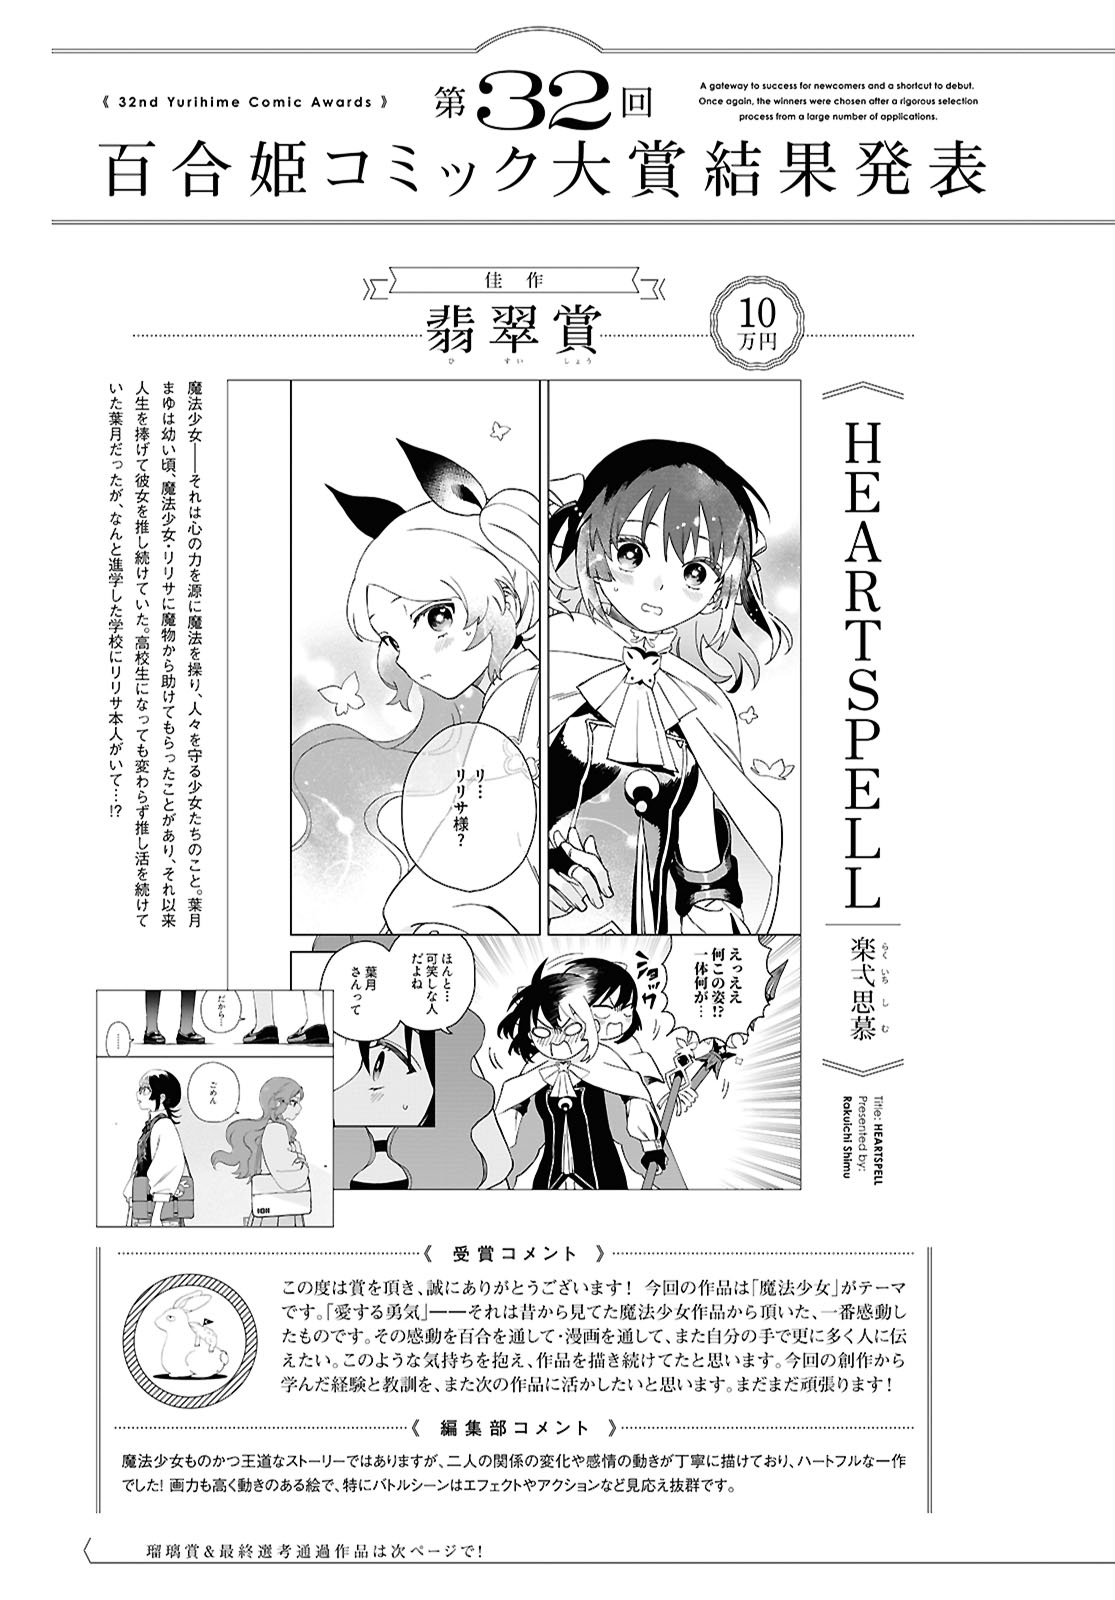 《 32nd Yurihime Comic Awards 》
第32回
A gateway to success for newcomers and a shortcut to debut.
Once again, the winners were chosen after a rigorous selection
process from a large number of applications.
百合姫コミック大賞結果発表
佳作
翡翠賞
ひ すい しょう
10
万円
HEARTSPELL
楽弌思慕
らく いち し む
Title: HEARTSPELL
Presented by:
Rakuichi Shimu
魔法少女――それは心の力を源に魔法を操り、人々を守る少女たちのこと。葉月
まゆは幼い頃、魔法少女・リリサに魔物から助けてもらったことがあり、それ以来
人生を捧げて彼女を推し続けていた。高校生になっても変わらず推し活を続けて
いた葉月だったが、なんと進学した学校にリリサ本人がいて…!?
リ…
リリサ様?
えっええ
何この姿!?
一体何が…
ショワッ
ほんと…
可笑しな人
だよね
葉月
さんって
だから…
……
ごめん
《 受賞コメント 》
この度は賞を頂き、誠にありがとうございます! 今回の作品は「魔法少女」がテーマ
です。「愛する勇気」――それは昔から見てた魔法少女作品から頂いた、一番感動し
たものです。その感動を百合を通して・漫画を通して、また自分の手で更に多く人に伝
えたい。このような気持ちを抱え、作品を描き続けてたと思います。今回の創作から
学んだ経験と教訓を、また次の作品に活かしたいと思います。まだまだ頑張ります!
《 編集部コメント 》
魔法少女ものかつ王道なストーリーではありますが、二人の関係の変化や感情の動きが丁寧に描けており、ハートフルな一作
でした! 画力も高く動きのある絵で、特にバトルシーンはエフェクトやアクションなど見応え抜群です。
瑠璃賞&最終選考通過作品は次ページで!